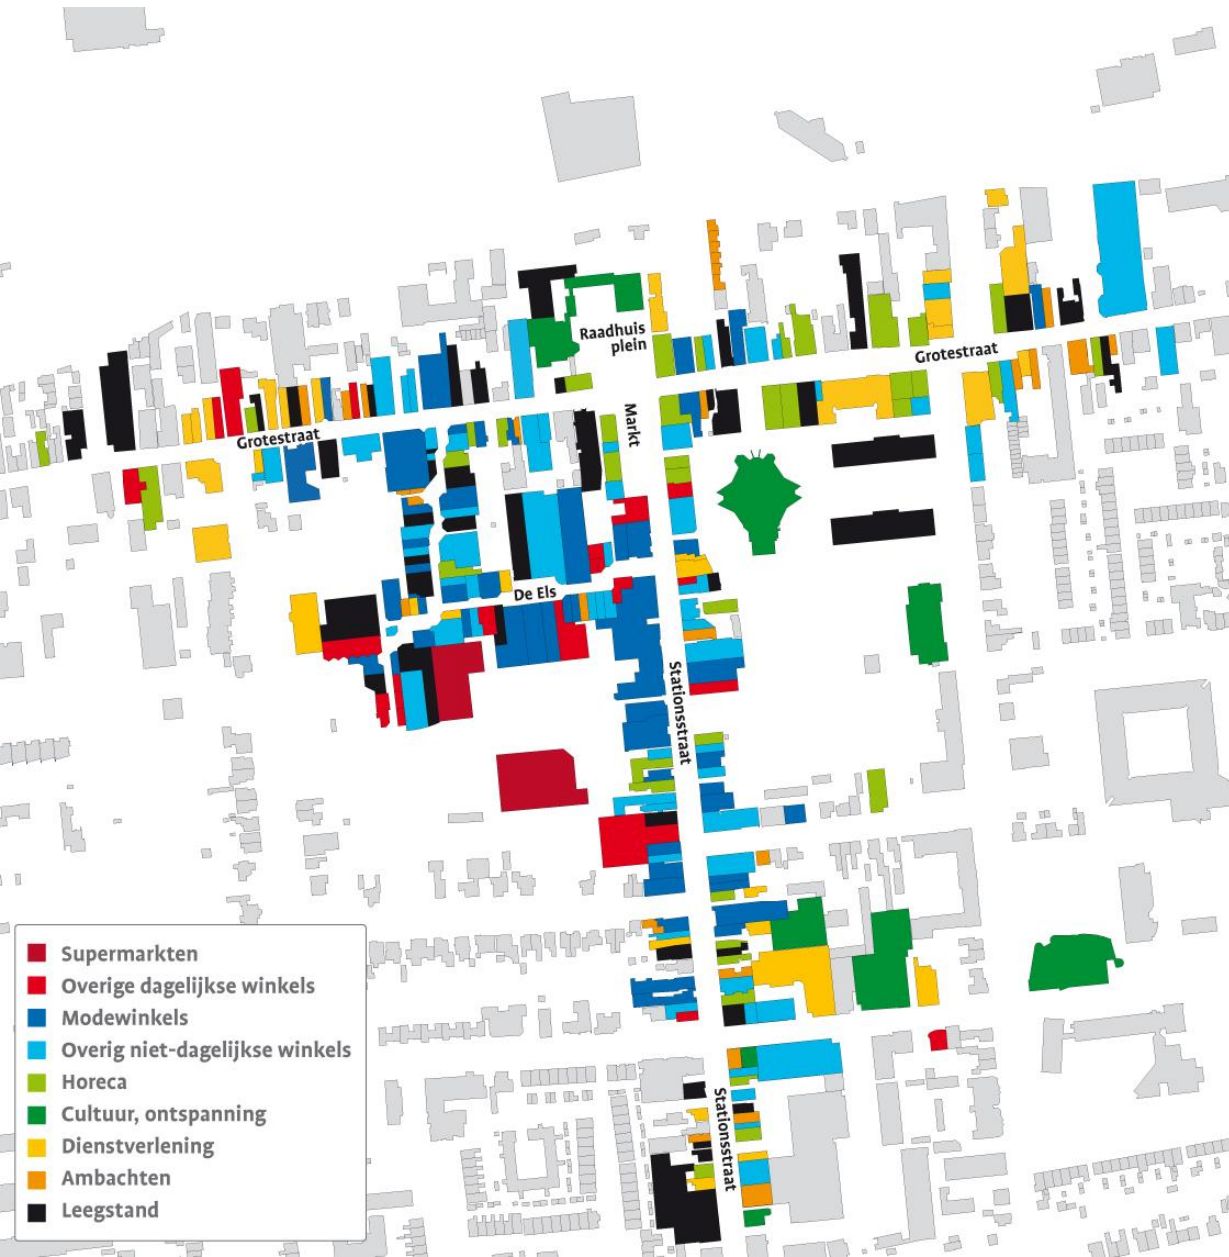 Raadhuis
plein
Grotestraat
Markt
Grotestraat
De Els
Stationsstraat
Stationsstraat
Supermarkten
Overige dagelijkse winkels
Modewinkels
Overig niet-dagelijkse winkels
Horeca
Cultuur, ontspanning
Dienstverlening
Ambachten
Leegstand